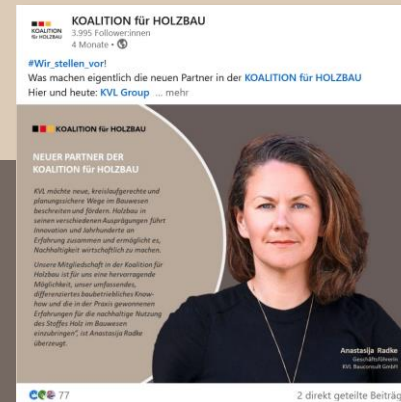 KOALITION für HOLZBAU
KOALITION
für HOLZBAU
3.995 Follower:innen
4 Monate •
#Wir_stellen_vor!
Was machen eigentlich die neuen Partner in der KOALITION für HOLZBAU
Hier und heute: KVL Group ... mehr
KOALITION für HOLZBAU
NEUER PARTNER DER
KOALITION für HOLZBAU
KVL möchte neue, kreislaufgerechte und
planungssichere Wege im Bauwesen
beschreiten und fördern. Holzbau in
seinen verschiedenen Ausprägungen führt
Innovation und Jahrhunderte an
Erfahrung zusammen und ermöglicht es,
Nachhaltigkeit wirtschaftlich zu machen.
Unsere Mitgliedschaft in der Koalition für
Holzbau ist für uns eine hervorragende
Möglichkeit, unser umfassendes,
differenziertes baubetriebliches Know-
how und die in der Praxis gewonnenen
Erfahrungen für die nachhaltige Nutzung
des Stoffes Holz im Bauwesen
einzubringen", ist Anastasija Radke
überzeugt.
Anastasija Radke
Geschäftsführerin
KVL Bauconsult GmbH
77
2 direkt geteilte Beiträg